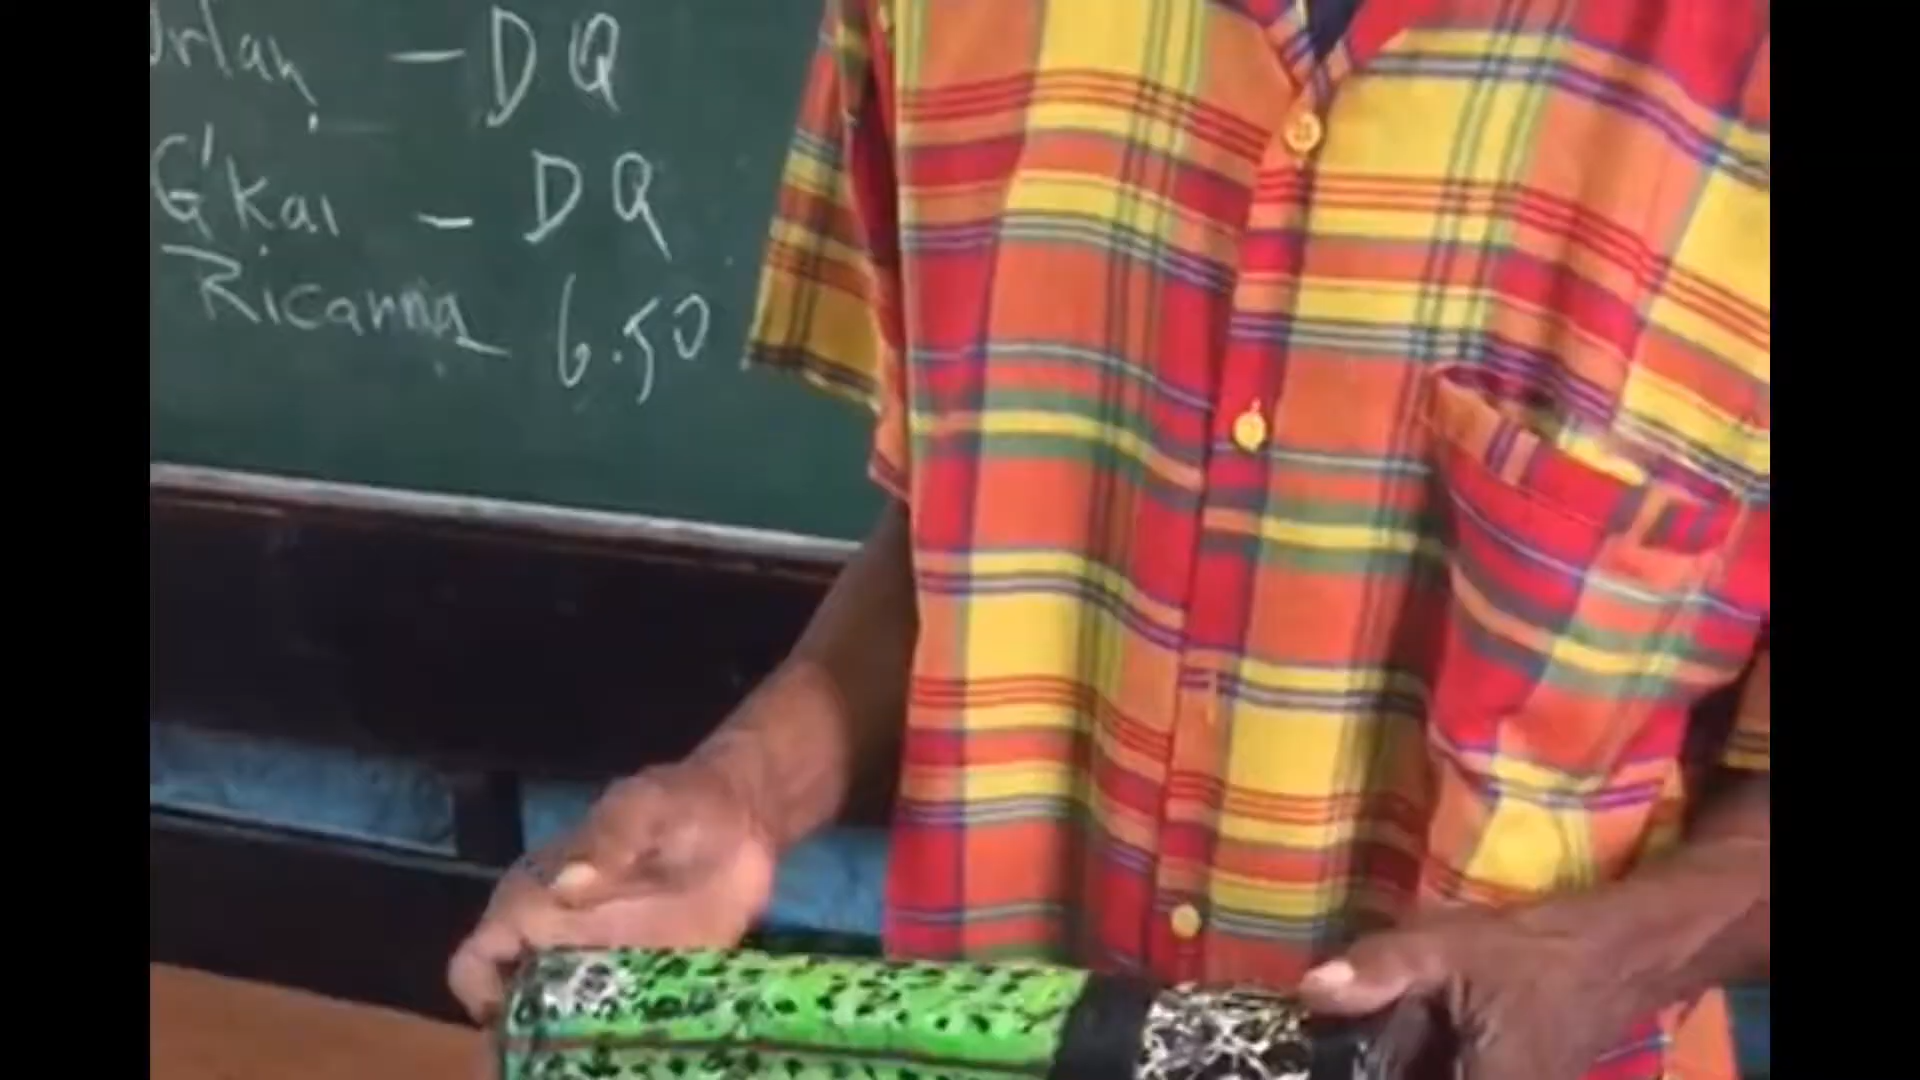 orlan - DQ
G'Kai - DQ
Ricanna 6.50